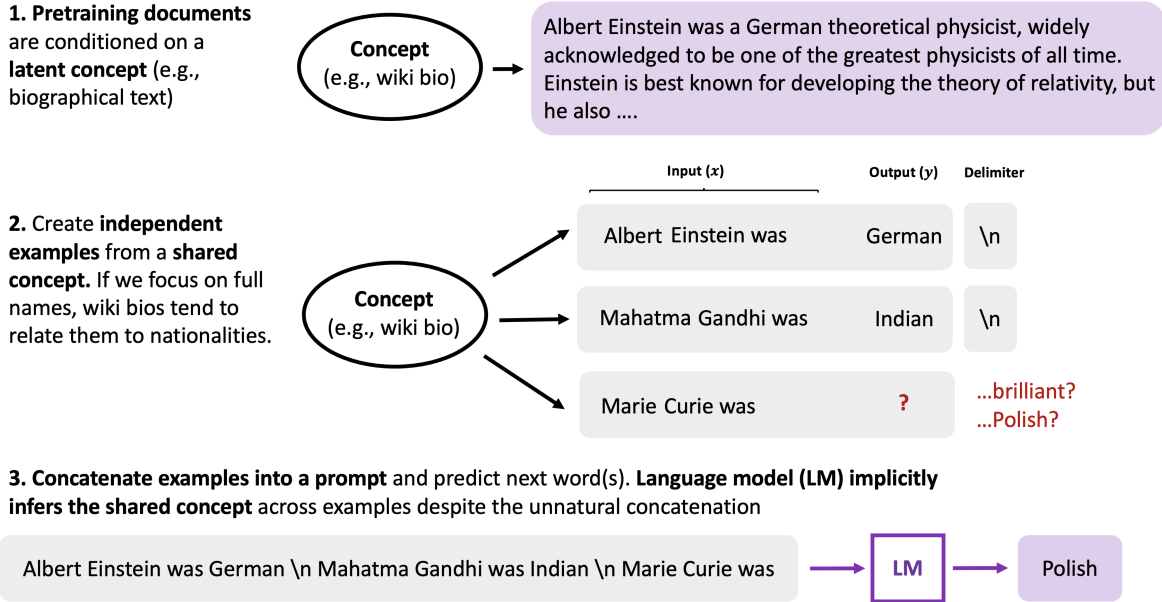 1. Pretraining documents
are conditioned on a
latent concept (e.g.,
biographical text)
Concept
(e.g., wiki bio)
Albert Einstein was a German theoretical physicist, widely
acknowledged to be one of the greatest physicists of all time.
Einstein is best known for developing the theory of relativity, but
he also ....
Input (x)
Output (y)
Delimiter
2. Create independent
examples from a shared
concept. If we focus on full
names, wiki bios tend to
relate them to nationalities.
Concept
(e.g., wiki bio)
Albert Einstein was German \n
Mahatma Gandhi was Indian \n
Marie Curie was ?
...brilliant?
...Polish?
3. Concatenate examples into a prompt and predict next word(s). Language model (LM) implicitly
infers the shared concept across examples despite the unnatural concatenation
Albert Einstein was German \n Mahatma Gandhi was Indian \n Marie Curie was
LM
Polish